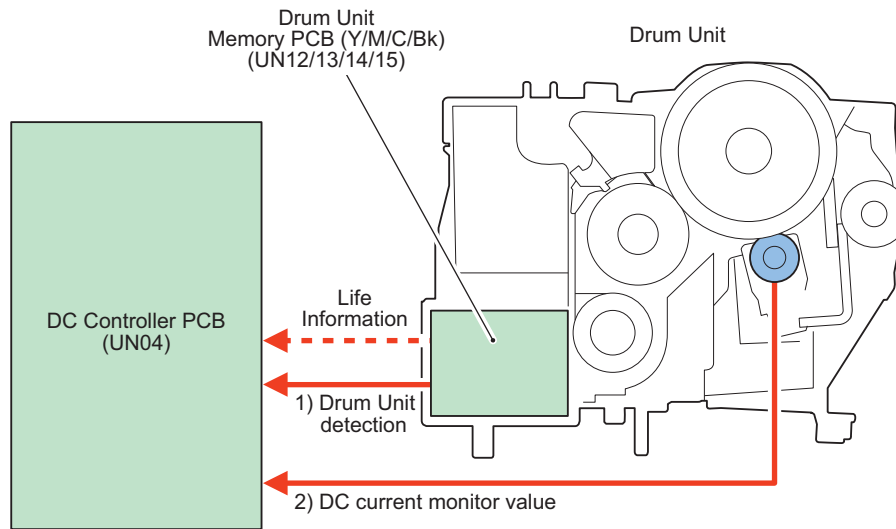 Drum Unit
Memory PCB (Y/M/C/Bk)
(UN12/13/14/15)
Drum Unit
DC Controller PCB
(UN04)
Life
Information
1) Drum Unit
detection
2) DC current monitor value